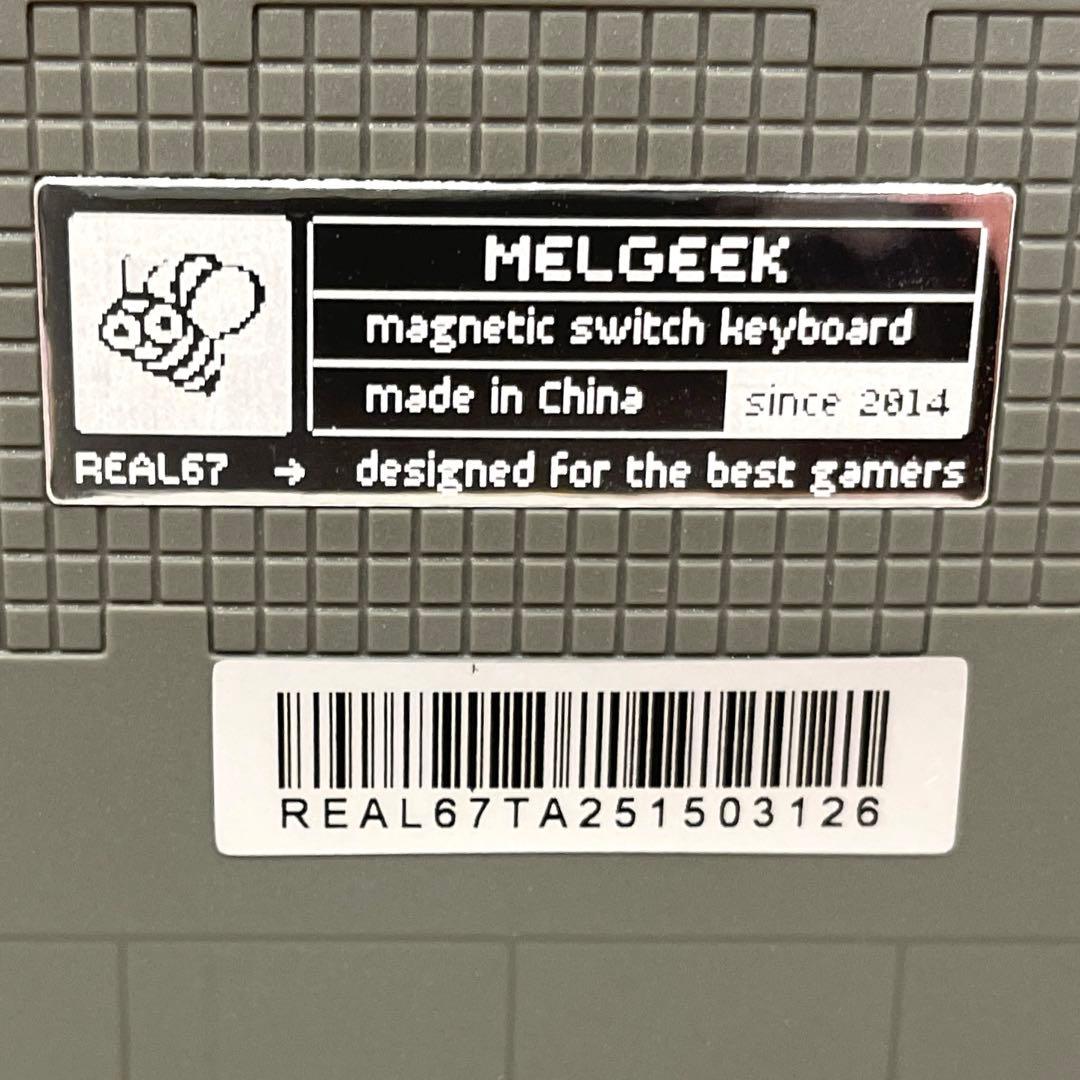 MELGEEK
magnetic switch keyboard
made in China since 2014
REAL67 → designed for the best gamers
REAL67TA251503126